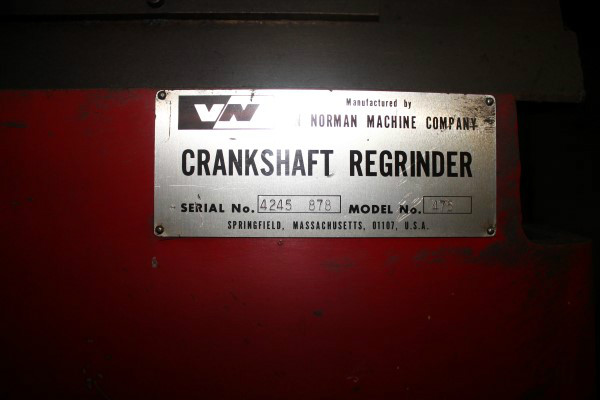 VN
Manufactured by
NORMAN MACHINE COMPANY
CRANKSHAFT REGRINDER
SERIAL No. 4245 878 MODEL No.
SPRINGFIELD, MASSACHUSETTS, 01107, U.S.A.